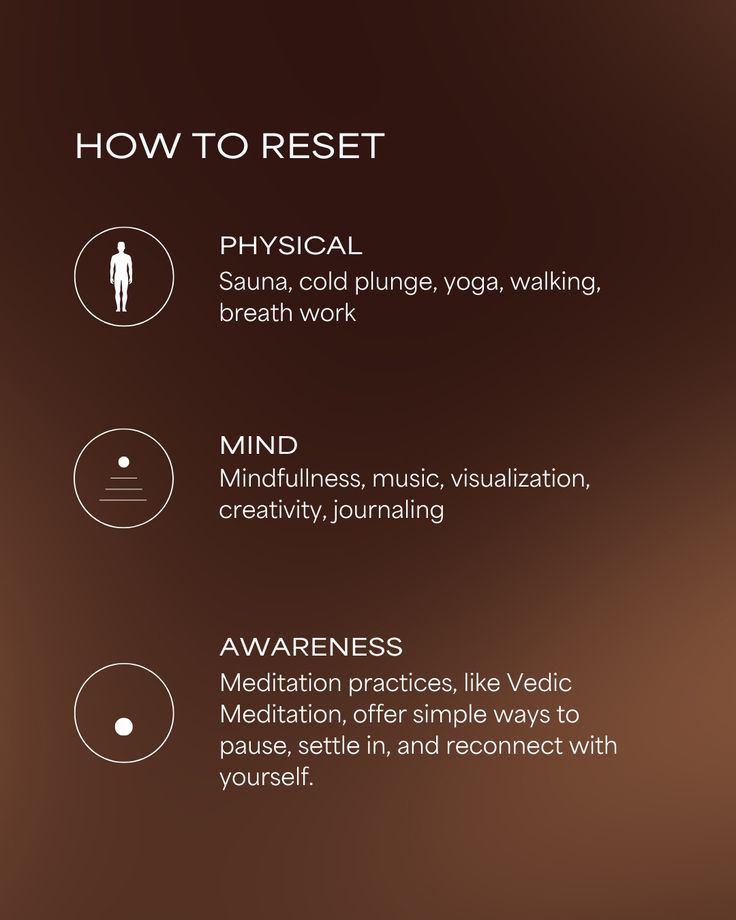 HOW TO RESET
PHYSICAL
Sauna, cold plunge, yoga, walking,
breath work
MIND
Mindfullness, music, visualization,
creativity, journaling
AWARENESS
Meditation practices, like Vedic
Meditation, offer simple ways to
pause, settle in, and reconnect with
yourself.